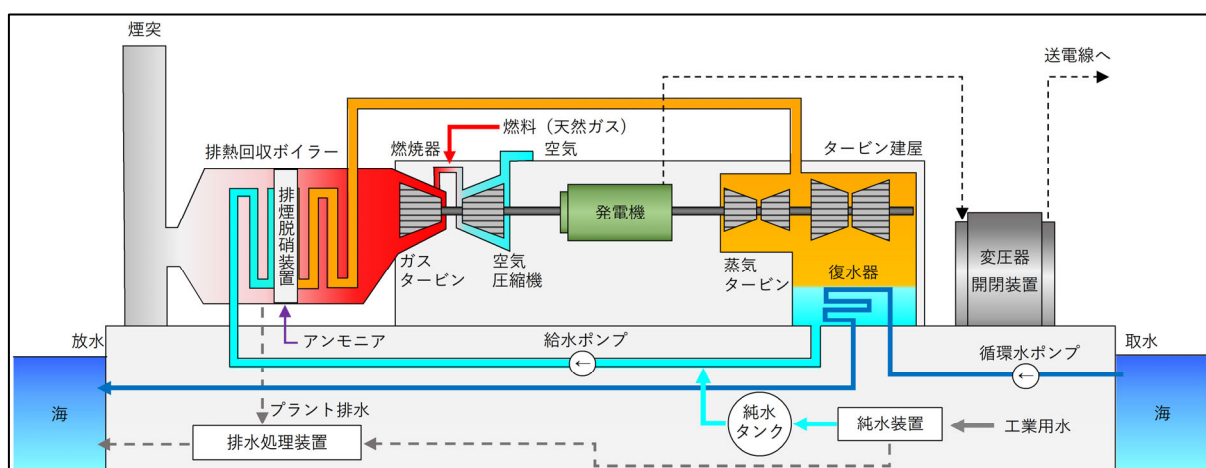 煙突
送電線へ
燃料（天然ガス）
排熱回収ボイラー
燃焼器
空気
タービン建屋
排煙脱硝装置
発電機
ガス
タービン
空気
圧縮機
蒸気
タービン
復水器
変圧器
開閉装置
放水
アンモニア
給水ポンプ
循環水ポンプ
取水
海
プラント排水
純水
タンク
純水装置
工業用水
海
排水処理装置